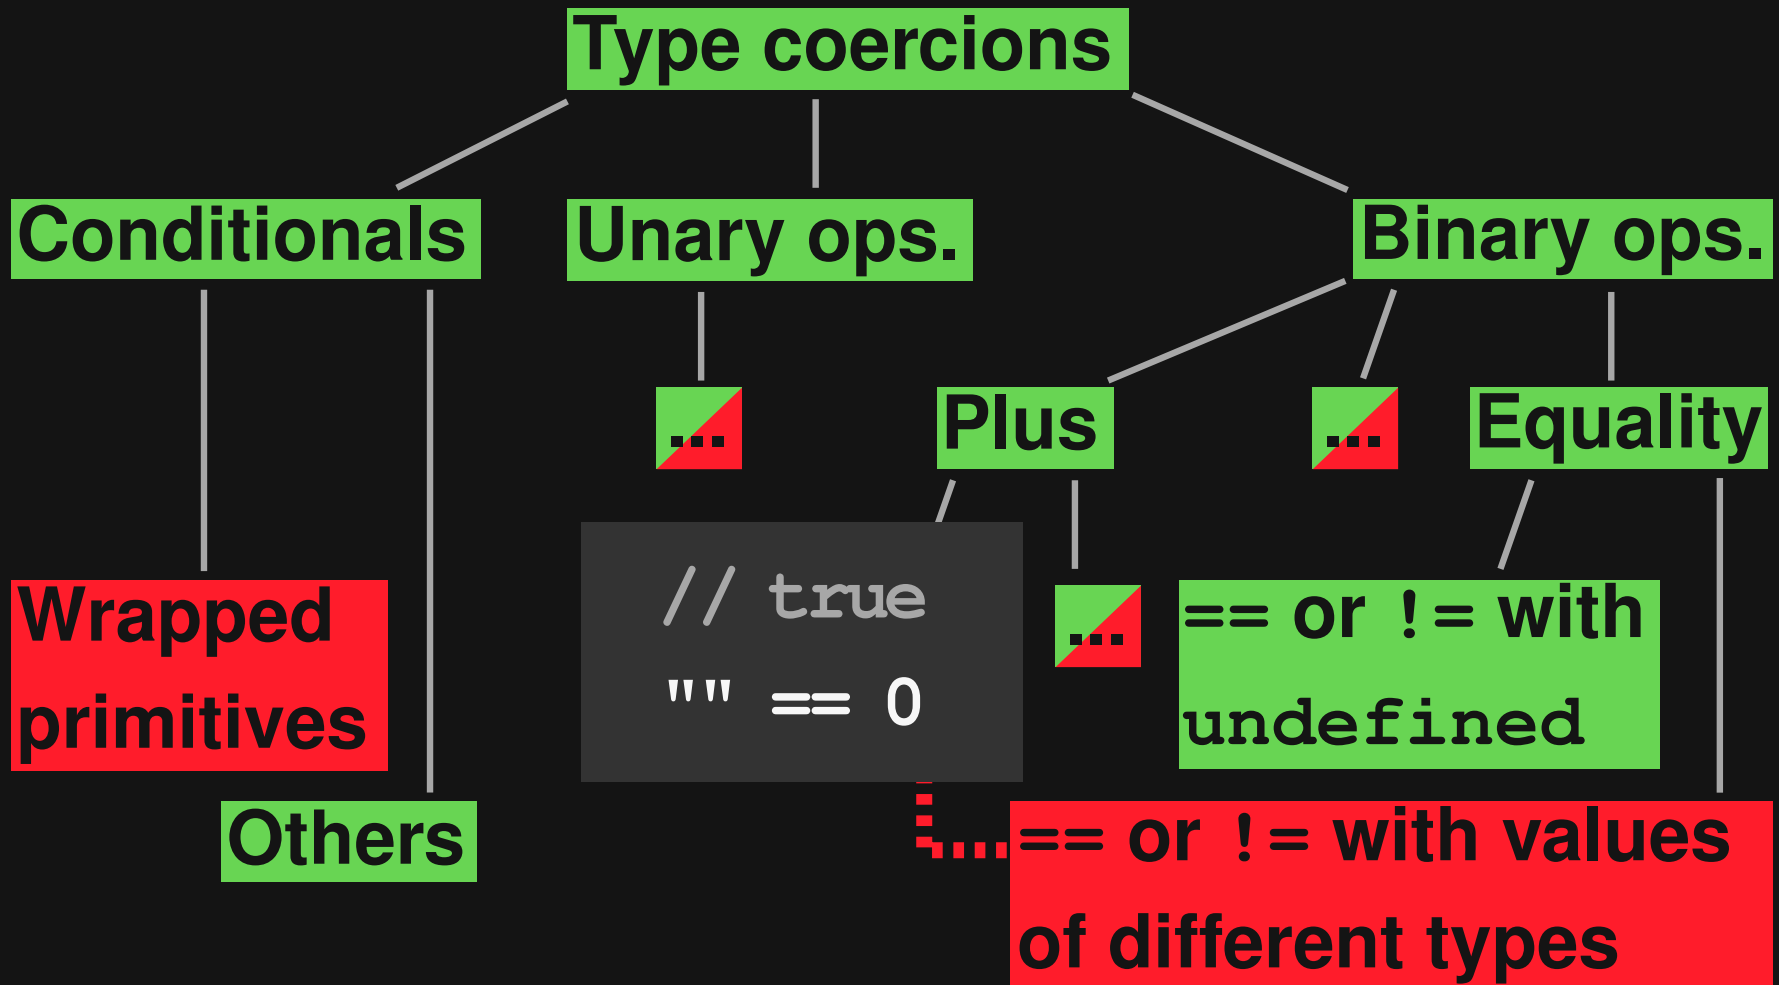 Type coercions
Conditionals
Unary ops.
Binary ops.
...
Plus
...
Equality
Wrapped
primitives
// true
"" == 0
...
== or != with
undefined
Others
== or != with values
of different types